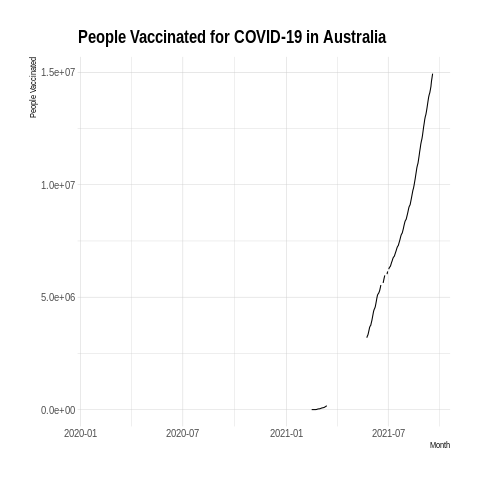 People Vaccinated for COVID-19 in Australia
People Vaccinated
1.5e+07
1.0e+07
5.0e+06
0.0e+00
2020-01
2020-07
2021-01
2021-07
Month